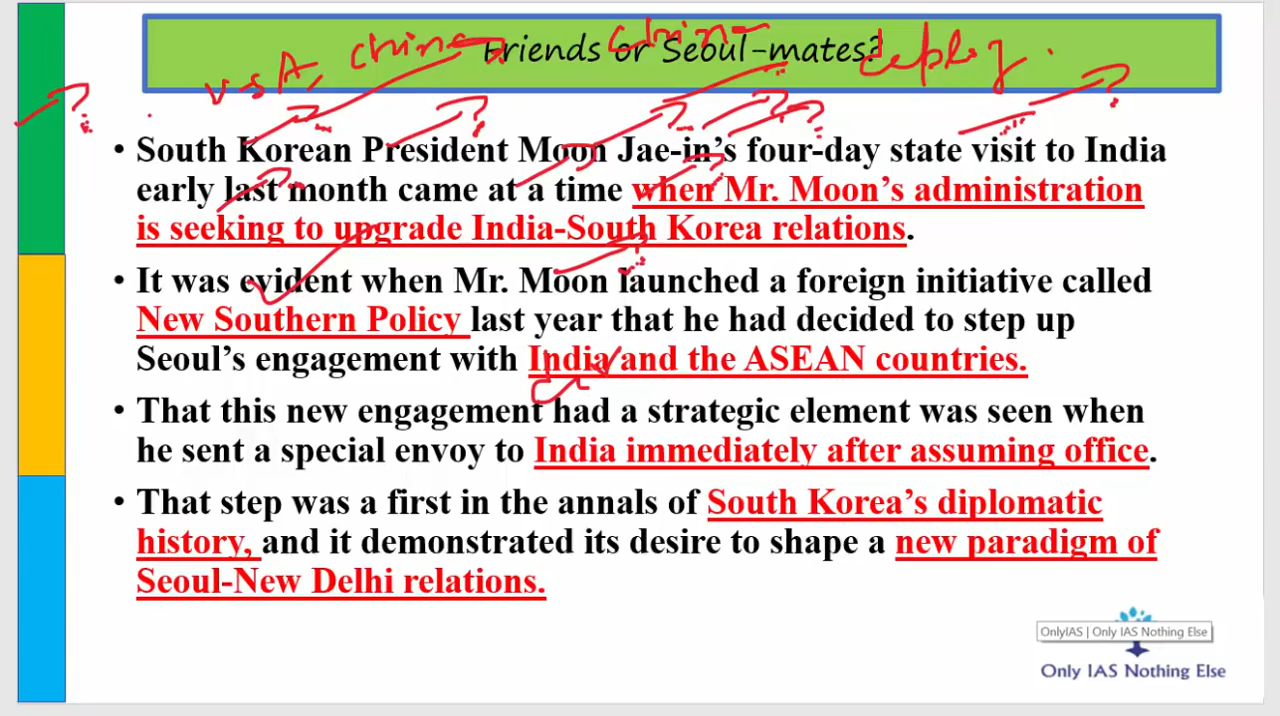 Friends or Seoul-mates?
USA, china china deploy
• South Korean President Moon Jae-in's four-day state visit to India
early last month came at a time when Mr. Moon's administration
is seeking to upgrade India-South Korea relations.
• It was evident when Mr. Moon launched a foreign initiative called
New Southern Policy last year that he had decided to step up
Seoul's engagement with India and the ASEAN countries.
• That this new engagement had a strategic element was seen when
he sent a special envoy to India immediately after assuming office.
• That step was a first in the annals of South Korea's diplomatic
history, and it demonstrated its desire to shape a new paradigm of
Seoul-New Delhi relations.
OnlyIAS | Only IAS Nothing Else
Only IAS Nothing Else